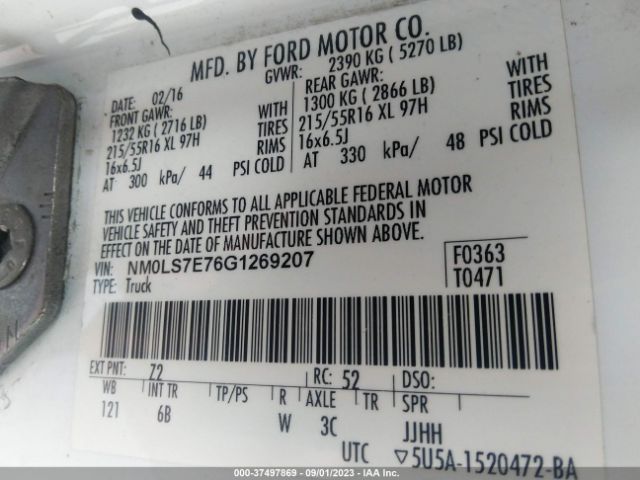 MFD. BY FORD MOTOR CO.
DATE: 02/16 GVWR: 2390 KG ( 5270 LB)
FRONT GAWR: REAR GAWR:
1232 KG ( 2716 LB) WITH 1300 KG ( 2866 LB) WITH
215/55R16 XL 97H TIRES 215/55R16 XL 97H TIRES
16x6.5J RIMS 16x6.5J RIMS
AT 300 kPa/ 44 PSI COLD AT 330 kPa/ 48 PSI COLD
THIS VEHICLE CONFORMS TO ALL APPLICABLE FEDERAL MOTOR
VEHICLE SAFETY AND THEFT PREVENTION STANDARDS IN
EFFECT ON THE DATE OF MANUFACTURE SHOWN ABOVE.
VIN: NM0LS7E76G1269207 F0363
TYPE: Truck T0471
EXT PNT: Z2 RC: 52 DSO:
WB INT TR TP/PS R AXLE TR SPR
121 6B W 3C JJHH
UTC ▽5U5A-1520472-BA
000-37497869 - 09/01/2023 - IAA Inc.